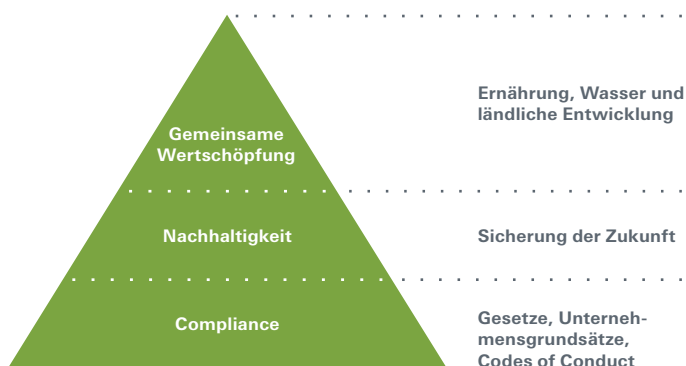 Ernährung, Wasser und
ländliche Entwicklung
Gemeinsame
Wertschöpfung
Nachhaltigkeit
Sicherung der Zukunft
Compliance
Gesetze, Unterneh-
mensgrundsätze,
Codes of Conduct